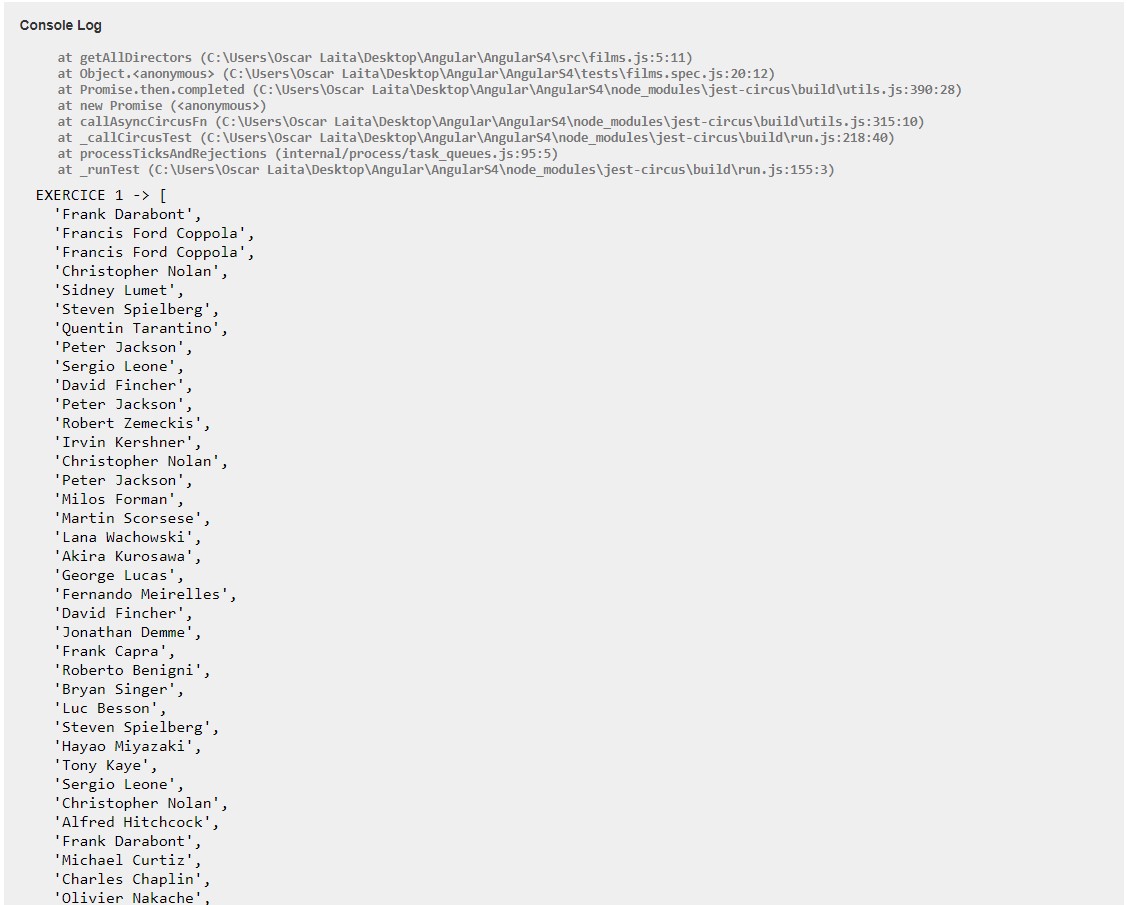 Console Log
at getAllDirectors (C:\Users\Oscar Laita\Desktop\Angular\AngularS4\src\films.js:5:11)
at Object.<anonymous> (C:\Users\Oscar Laita\Desktop\Angular\AngularS4\tests\films.spec.js:20:12)
at Promise.then.completed (C:\Users\Oscar Laita\Desktop\Angular\AngularS4\node_modules\jest-circus\build\utils.js:390:28)
at new Promise (<anonymous>)
at callAsyncCircusFn (C:\Users\Oscar Laita\Desktop\Angular\AngularS4\node_modules\jest-circus\build\utils.js:315:10)
at _callCircusTest (C:\Users\Oscar Laita\Desktop\Angular\AngularS4\node_modules\jest-circus\build\run.js:218:40)
at processTicksAndRejections (internal/process/task_queues.js:95:5)
at _runTest (C:\Users\Oscar Laita\Desktop\Angular\AngularS4\node_modules\jest-circus\build\run.js:155:3)
EXERCICE 1 -> [
'Frank Darabont',
'Francis Ford Coppola',
'Francis Ford Coppola',
'Christopher Nolan',
'Sidney Lumet',
'Steven Spielberg',
'Quentin Tarantino',
'Peter Jackson',
'Sergio Leone',
'David Fincher',
'Peter Jackson',
'Robert Zemeckis',
'Irvin Kershner',
'Christopher Nolan',
'Peter Jackson',
'Milos Forman',
'Martin Scorsese',
'Lana Wachowski',
'Akira Kurosawa',
'George Lucas',
'Fernando Meirelles',
'David Fincher',
'Jonathan Demme',
'Frank Capra',
'Roberto Benigni',
'Bryan Singer',
'Luc Besson',
'Steven Spielberg',
'Hayao Miyazaki',
'Tony Kaye',
'Sergio Leone',
'Christopher Nolan',
'Alfred Hitchcock',
'Frank Darabont',
'Michael Curtiz',
'Charles Chaplin',
'Olivier Nakache',